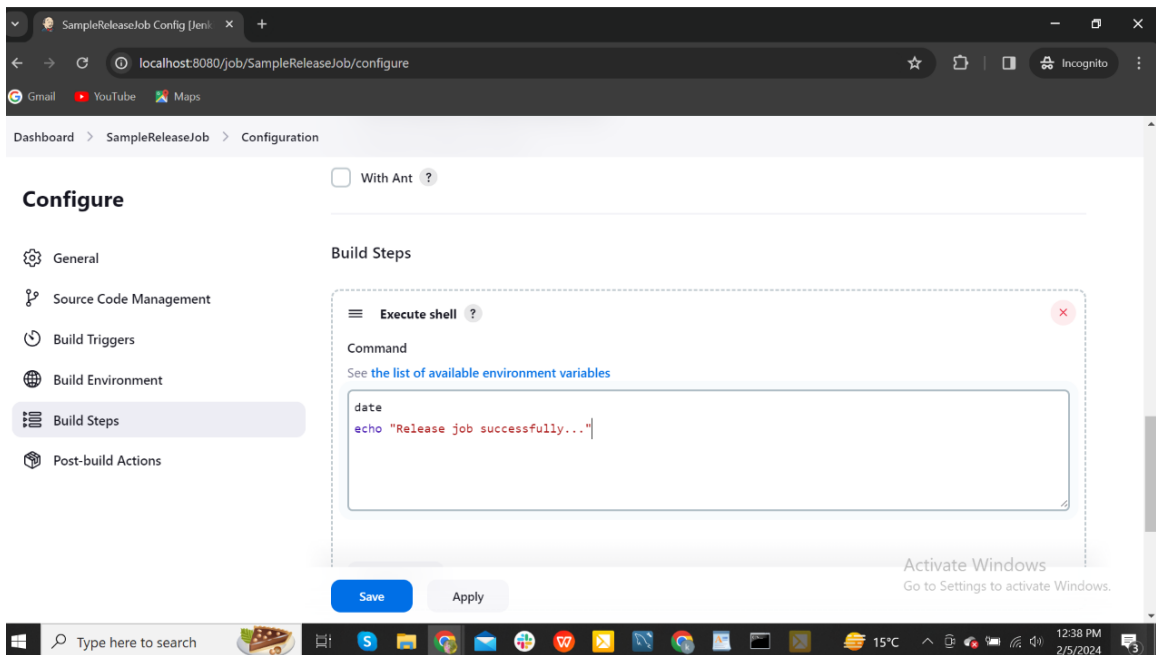 SampleReleaseJob Config [Jenk
localhost:8080/job/SampleReleaseJob/configure
Incognito
Gmail YouTube Maps
Dashboard > SampleReleaseJob > Configuration
With Ant ?
Configure
General
Source Code Management
Build Triggers
Build Environment
Build Steps
Post-build Actions
Build Steps
Execute shell ?
Command
See the list of available environment variables
date
echo "Release job successfully..."
Save Apply
Activate Windows
Go to Settings to activate Windows.
Type here to search
15°C
12:38 PM
2/5/2024
3